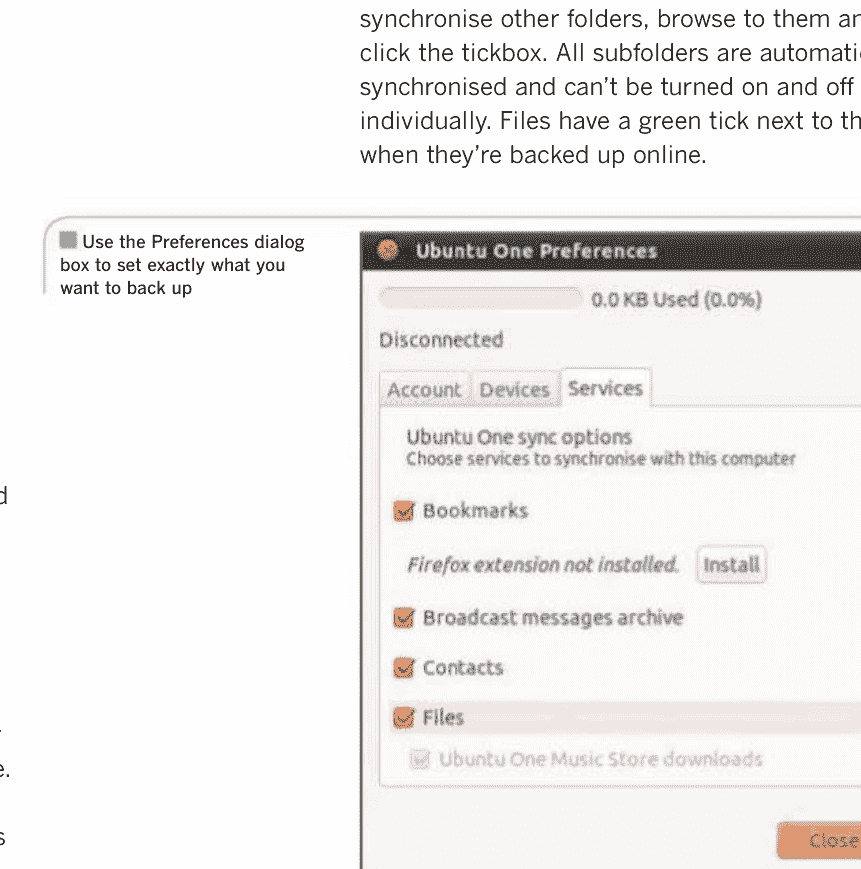 synchronise other folders, browse to them
click the tickbox. All subfolders are
synchronised and can't be turned on and off
individually. Files have a green tick next to
when they're backed up online.
Use the Preferences dialog
box to set exactly what you
want to back up
Ubuntu One Preferences
0.0 KB Used (0.0%)
Disconnected
Account Devices Services
Ubuntu One sync options
Choose services to synchronise with this computer
Bookmarks
Firefox extension not installed. Install
Broadcast messages archive
Contacts
Files
Ubuntu One Music Store downloads
Close